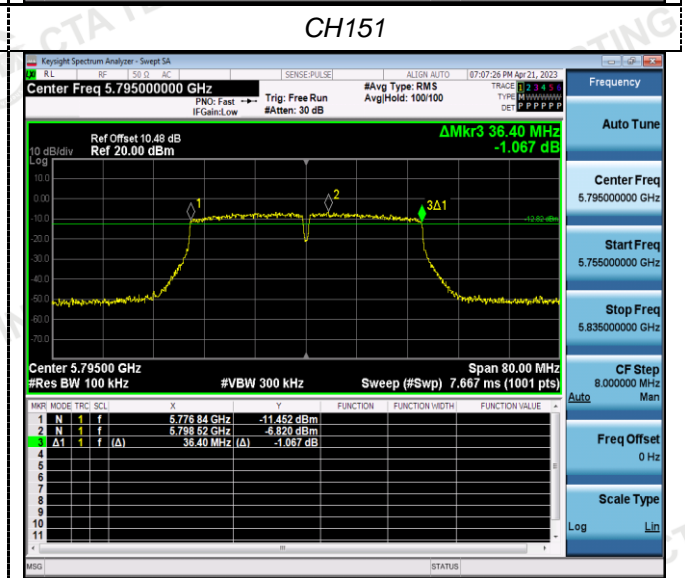 CH151
Keysight Spectrum Analyzer - Swept SA
RL RF 50 Ω AC SENSE:PULSE ALIGN AUTO 07:07:26 PM Apr 21, 2023
Center Freq 5.795000000 GHz #Avg Type: RMS TRACE 1 2 3 4 5 6
PNO: Fast Trig: Free Run Avg|Hold: 100/100 TYPE M WWWWW
IFGain:Low #Atten: 30 dB DET P P P P P P
Ref Offset 10.48 dB ΔMkr3 36.40 MHz
10 dB/div Ref 20.00 dBm -1.067 dB
Log
10.0
0.00
-10.0
-20.0
-30.0
-40.0
-50.0
-60.0
-70.0
1
2
3Δ1
-12.82 dBm
Center 5.79500 GHz Span 80.00 MHz
#Res BW 100 kHz #VBW 300 kHz Sweep (#Swp) 7.667 ms (1001 pts)
MKR MODE TRC SCL X Y FUNCTION FUNCTION WIDTH FUNCTION VALUE
1 N 1 f 5.776 84 GHz -11.452 dBm
2 N 1 f 5.798 52 GHz -6.820 dBm
3 Δ1 1 f (Δ) 36.40 MHz (Δ) -1.067 dB
4
5
6
7
8
9
10
11
MSG STATUS
Frequency
Auto Tune
Center Freq
5.795000000 GHz
Start Freq
5.755000000 GHz
Stop Freq
5.835000000 GHz
CF Step
8.000000 MHz
Auto Man
Freq Offset
0 Hz
Scale Type
Log Lin